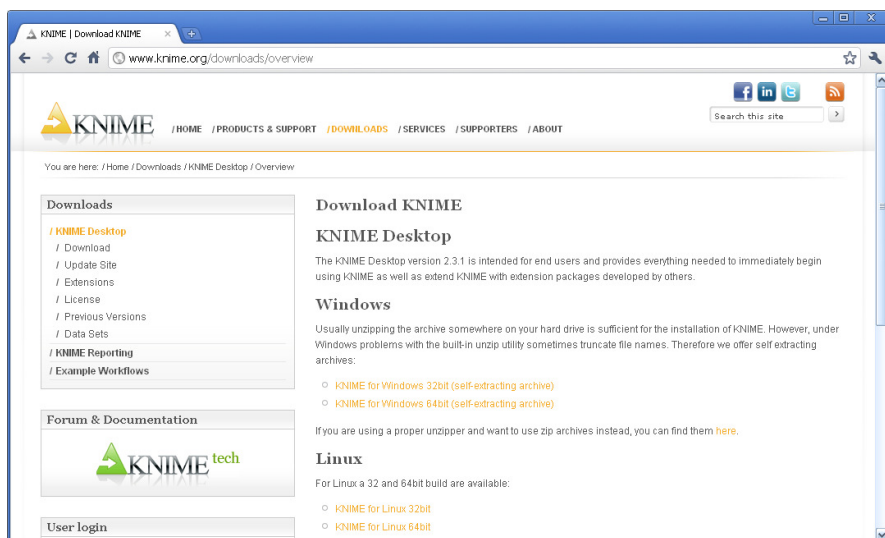 KNIME | Download KNIME
www.knime.org/downloads/overview
KNIME
/HOME /PRODUCTS & SUPPORT /DOWNLOADS /SERVICES /SUPPORTERS /ABOUT
Search this site
You are here: / Home / Downloads / KNIME Desktop / Overview
Downloads
/ KNIME Desktop
/ Download
/ Update Site
/ Extensions
/ License
/ Previous Versions
/ Data Sets
/ KNIME Reporting
/ Example Workflows
Forum & Documentation
KNIME tech
User login
Download KNIME
KNIME Desktop
The KNIME Desktop version 2.3.1 is intended for end users and provides everything needed to immediately begin
using KNIME as well as extend KNIME with extension packages developed by others.
Windows
Usually unzipping the archive somewhere on your hard drive is sufficient for the installation of KNIME. However, under
Windows problems with the built-in unzip utility sometimes truncate file names. Therefore we offer self extracting
archives:
KNIME for Windows 32bit (self-extracting archive)
KNIME for Windows 64bit (self-extracting archive)
If you are using a proper unzipper and want to use zip archives instead, you can find them here.
Linux
For Linux a 32 and 64bit build are available:
KNIME for Linux 32bit
KNIME for Linux 64bit